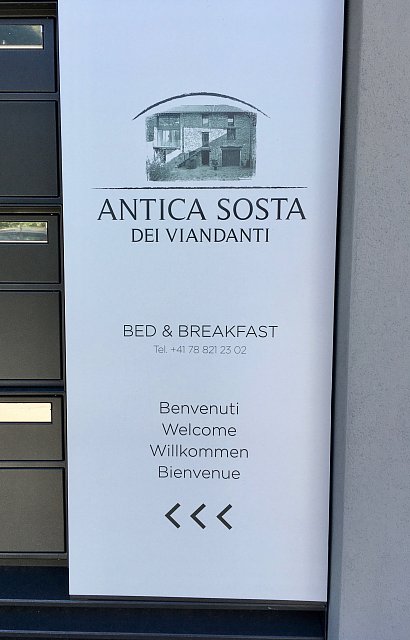 ANTICA SOSTA
DEI VIANDANTI
BED & BREAKFAST
Tel. +41 78 821 23 02
Benvenuti
Welcome
Willkommen
Bienvenue